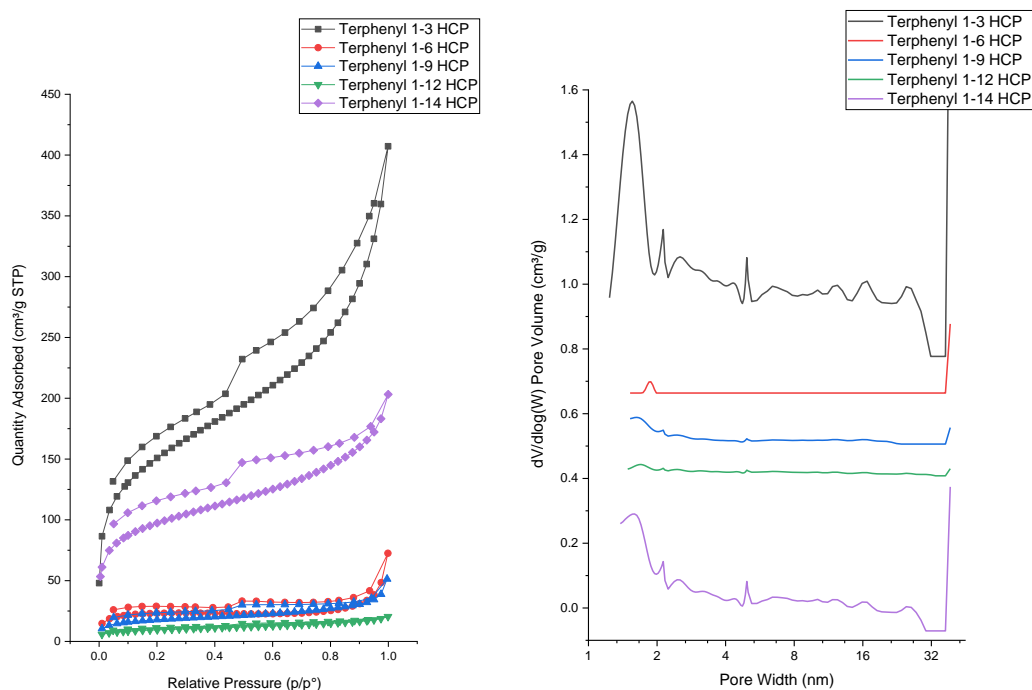 Terphenyl 1-3 HCP
Terphenyl 1-6 HCP
Terphenyl 1-9 HCP
Terphenyl 1-12 HCP
Terphenyl 1-14 HCP
450
400
350
300
250
200
150
100
50
0
Quantity Adsorbed (cm³/g STP)
0.0 0.2 0.4 0.6 0.8 1.0
Relative Pressure (p/p°)
Terphenyl 1-3 HCP
Terphenyl 1-6 HCP
Terphenyl 1-9 HCP
Terphenyl 1-12 HCP
Terphenyl 1-14 HCP
1.6
1.4
1.2
1.0
0.8
0.6
0.4
0.2
0.0
dV/dlog(W) Pore Volume (cm³/g)
1 2 4 8 16 32
Pore Width (nm)